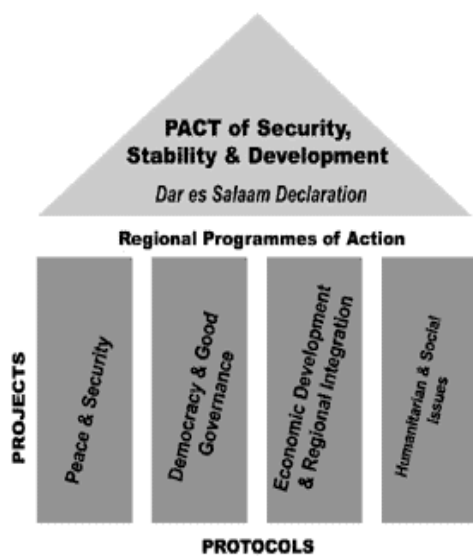 PACT of Security,
Stability & Development
Dar es Salaam Declaration
Regional Programmes of Action
PROJECTS
Peace & Security
Democracy & Good
Governance
Economic Development
& Regional Integration
Humanitarian & Social
Issues
PROTOCOLS